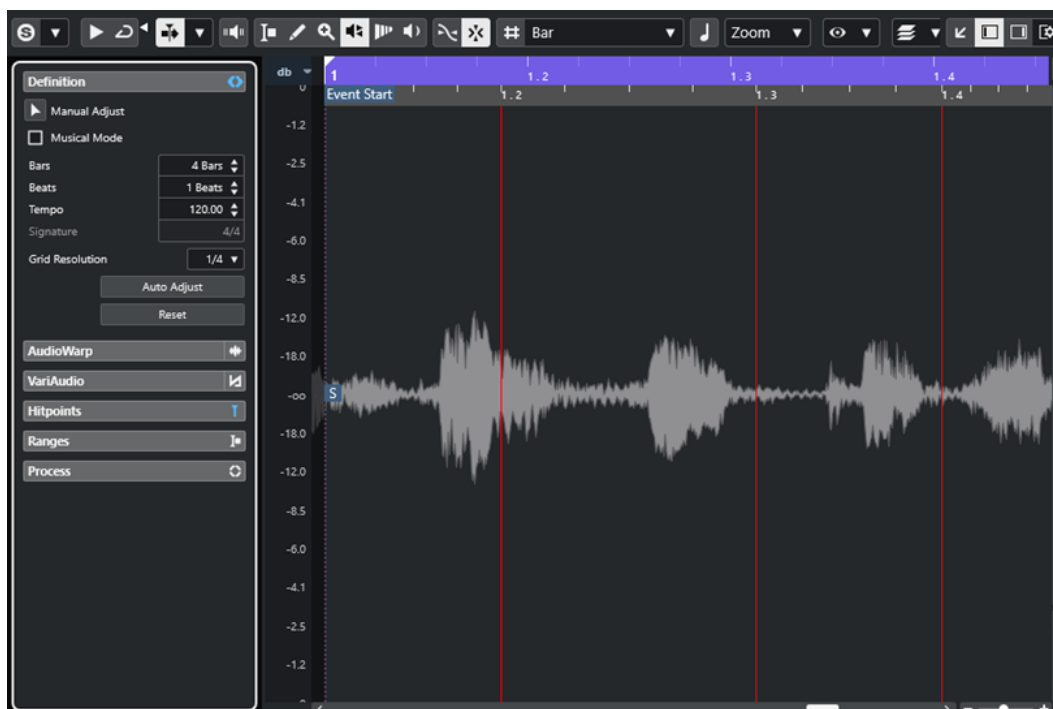 S
Bar
Zoom
Definition
Manual Adjust
Musical Mode
Bars 4 Bars
Beats 1 Beats
Tempo 120.00
Signature 4/4
Grid Resolution 1/4
Auto Adjust
Reset
AudioWarp
VariAudio
Hitpoints
Ranges
Process
db
1 1.2 1.3 1.4
Event Start 1.2 1.3 1.4
0
-1.2
-2.5
-4.1
-6.0
-8.5
-12.0
-18.0
-∞
S
-18.0
-12.0
-8.5
-6.0
-4.1
-2.5
-1.2